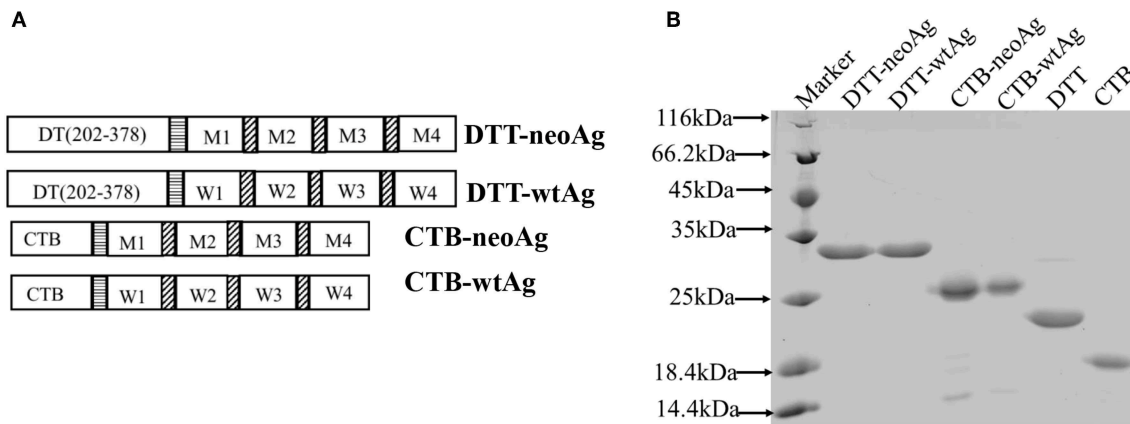 A
DT(202-378) M1 M2 M3 M4 DTT-neoAg
DT(202-378) W1 W2 W3 W4 DTT-wtAg
CTB M1 M2 M3 M4 CTB-neoAg
CTB W1 W2 W3 W4 CTB-wtAg
B
Marker DTT-neoAg DTT-wtAg CTB-neoAg CTB-wtAg DTT CTB
116kDa
66.2kDa
45kDa
35kDa
25kDa
18.4kDa
14.4kDa